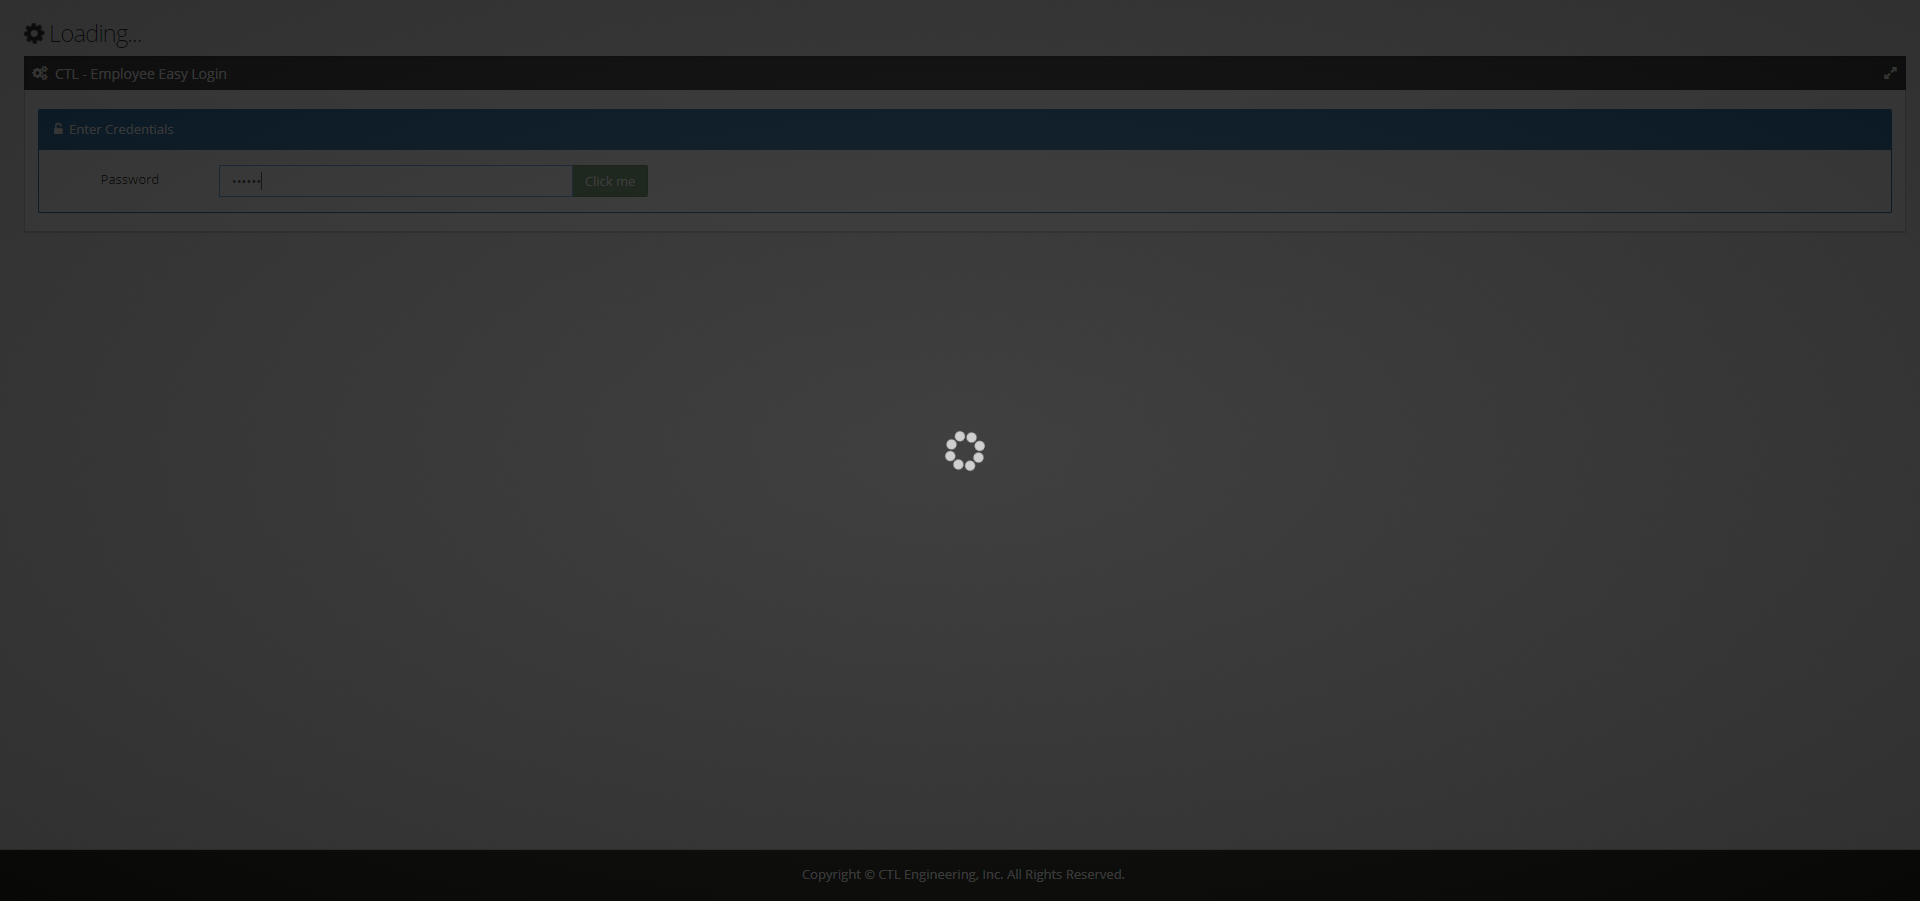 Loading...
CTL - Employee Easy Login
Enter Credentials
Password
••••••
Click me
Copyright © CTL Engineering, Inc. All Rights Reserved.